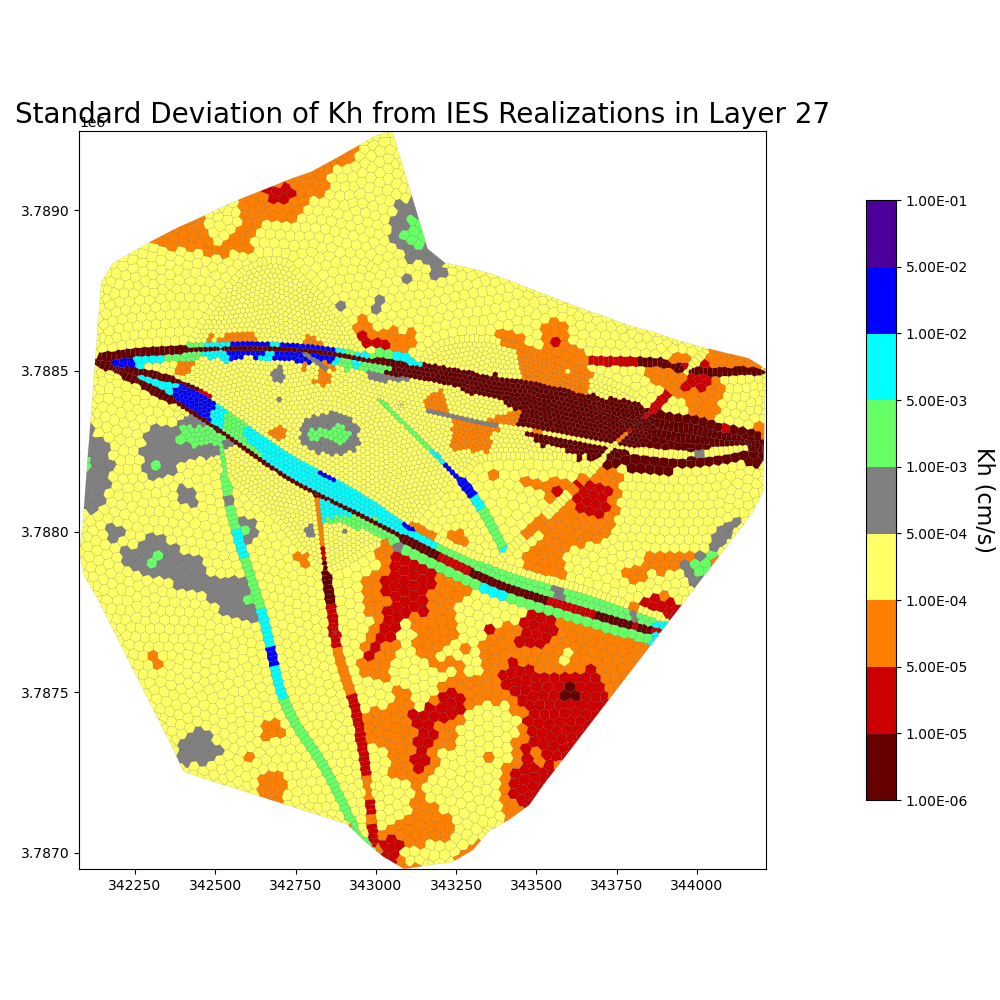 Standard Deviation of Kh from IES Realizations in Layer 27
1e6
3.7890
3.7885
3.7880
3.7875
3.7870
342250 342500 342750 343000 343250 343500 343750 344000
1.00E-01
5.00E-02
1.00E-02
5.00E-03
1.00E-03
5.00E-04
1.00E-04
5.00E-05
1.00E-05
1.00E-06
Kh (cm/s)